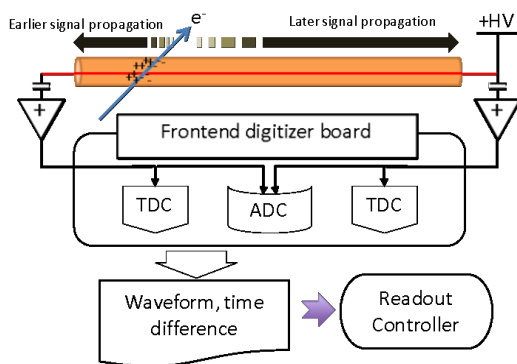 Earlier signal propagation
e-
Later signal propagation
+HV
+
+
Frontend digitizer board
TDC
ADC
TDC
Waveform, time
difference
Readout
Controller